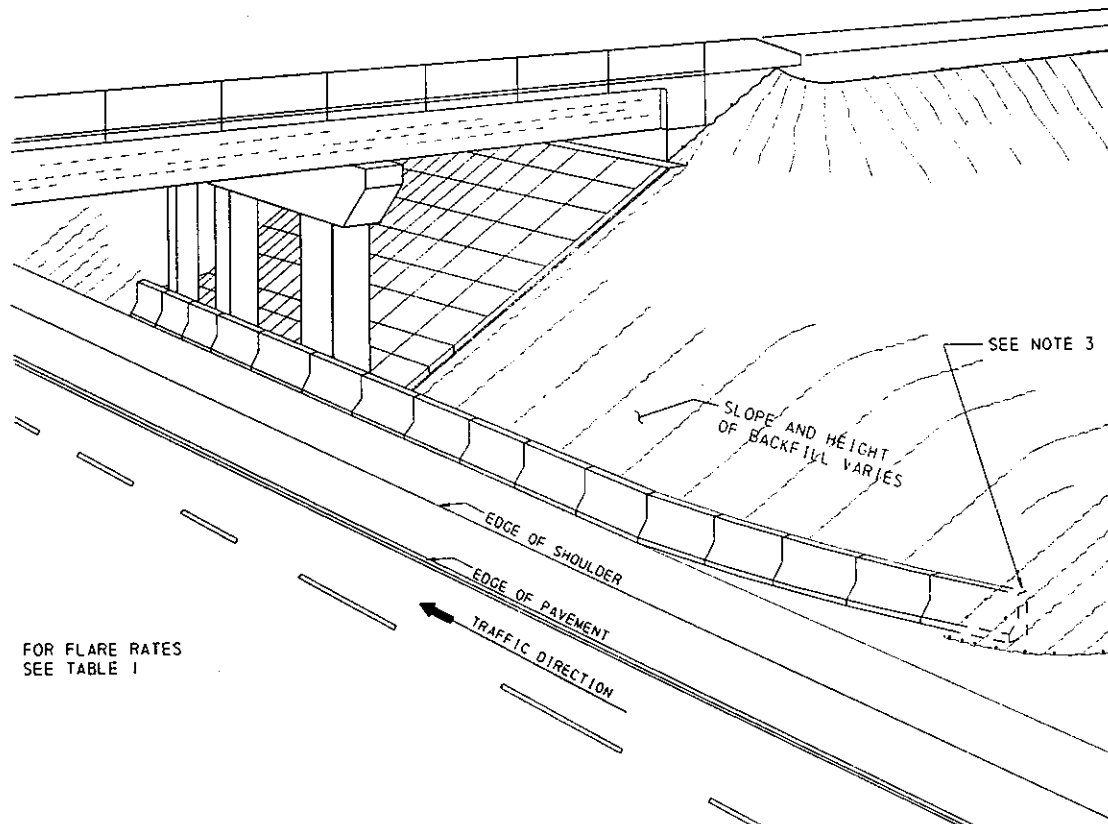 SEE NOTE 3
SLOPE AND HEIGHT
OF BACKFILL VARIES
EDGE OF SHOULDER
EDGE OF PAVEMENT
TRAFFIC DIRECTION
FOR FLARE RATES
SEE TABLE 1